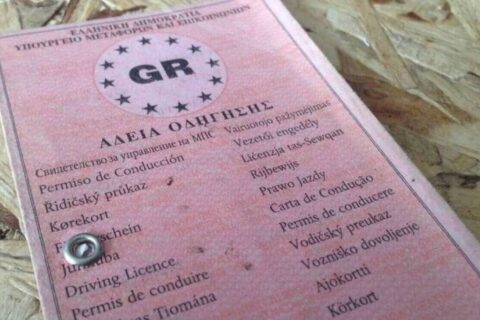 ΕΛΛΗΝΙΚΗ ΔΗΜΟΚΡΑΤΙΑ
ΥΠΟΥΡΓΕΙΟ ΜΕΤΑΦΟΡΩΝ ΚΑΙ ΕΠΙΚΟΙΝΩΝΙΩΝ
GR
ΑΔΕΙΑ ΟΔΗΓΗΣΗΣ
Свидетелство за управление на МПС
Permiso de Conducción
Řidičský průkaz
Kørekort
Driving Licence
Permis de conduire
Tiomána
Vairuotojo pažymėjimas
Vezetői engedély
Liċenzja tas-Sewqan
Rijbewijs
Prawo Jazdy
Carta de Condução
Permis de conducere
Vodičský preukaz
Vozniško dovoljenje
Ajokortti
Körkort